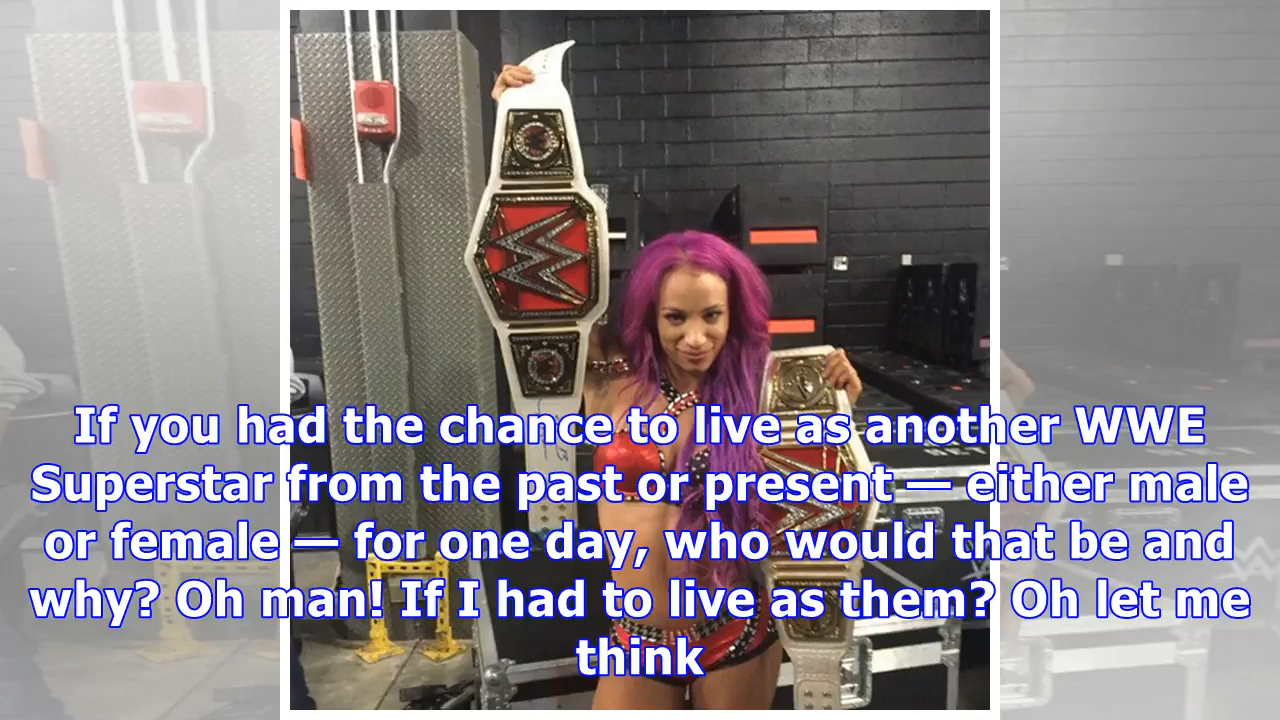 If you had the chance to live as another WWE
Superstar from the past or present — either male
or female — for one day, who would that be and
why? Oh man! If I had to live as them? Oh let me
think